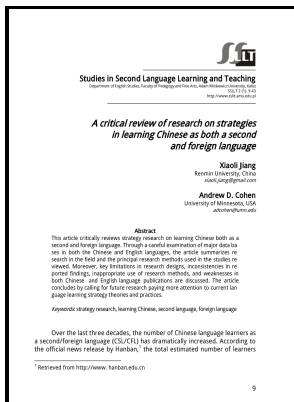 SSLLT
Studies in Second Language Learning and Teaching
Department of English Studies, Faculty of Pedagogy and Fine Arts, Adam Mickiewicz University, Kalisz
SSLLT 2 (1). 9-43
http://www.ssllt.amu.edu.pl
A critical review of research on strategies
in learning Chinese as both a second
and foreign language
Xiaoli Jiang
Renmin University, China
xiaoli.jiang@gmail.com
Andrew D. Cohen
University of Minnesota, USA
adcohen@umn.edu
Abstract
This article critically reviews strategy research on learning Chinese both as a
second and foreign language. Through a careful examination of major data ba
ses in both the Chinese and English languages, the article summarizes re
search in the field and the principal research methods used in the studies re
viewed. Moreover, key limitations in research designs, inconsistencies in re
ported findings, inappropriate use of research methods, and weaknesses in
both Chinese and English language publications are discussed. The article
concludes by calling for future research paying more attention to current lan
guage learning strategy theories and practices.
Keywords: strategy research, learning Chinese, second language, foreign language
Over the last three decades, the number of Chinese language learners as
a second/foreign language (CSL/CFL) has dramatically increased. According to
the official news release by Hanban,¹ the total estimated number of learners
¹ Retrieved from http://www. hanban.edu.cn
9